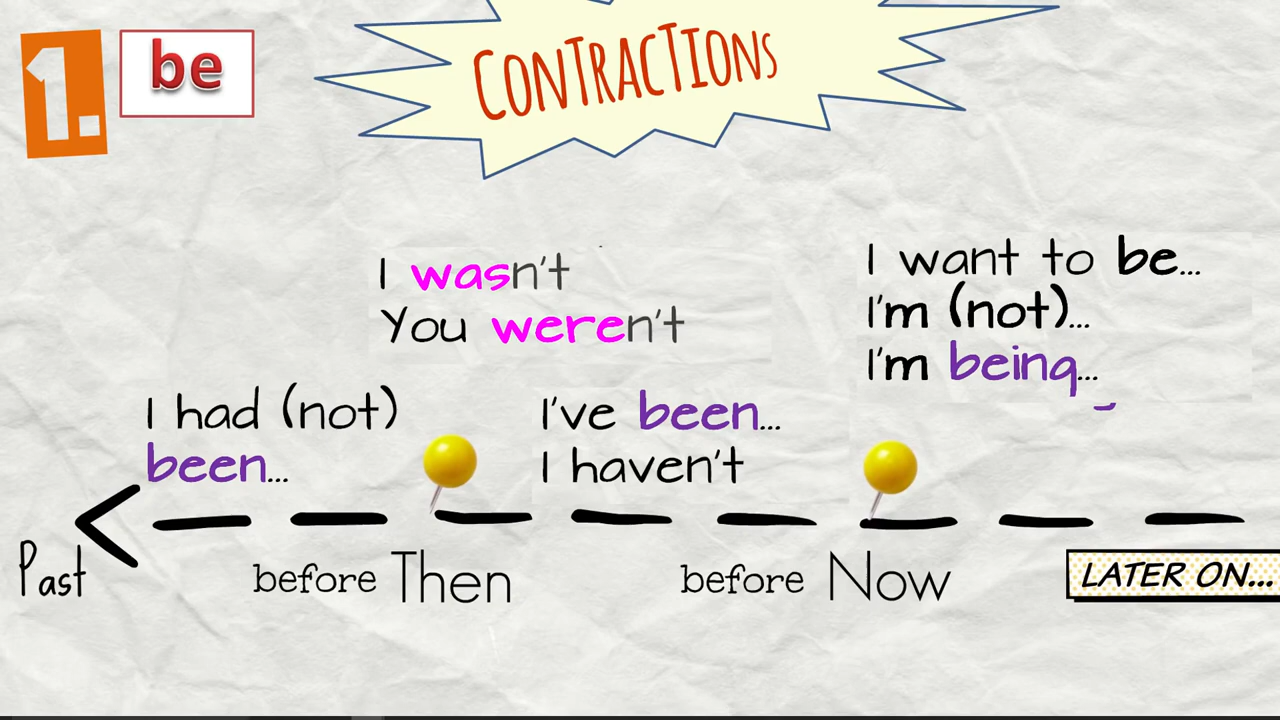 1.
be
CONTRACTIONS
I wasn't
You weren't
I want to be...
I'm (not)...
I'm being...
I had (not)
been...
I've been...
I haven't
Past
before Then
before Now
LATER ON...